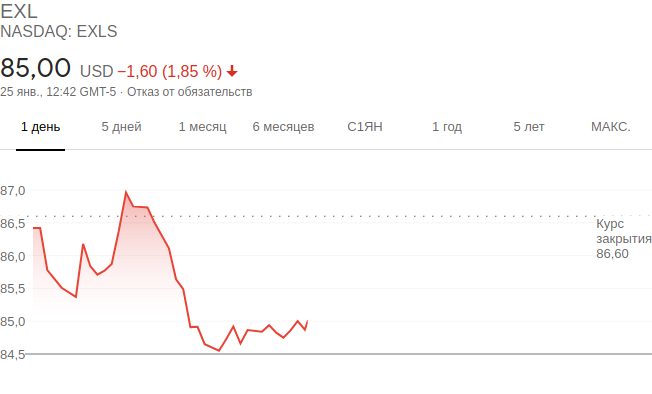 EXL
NASDAQ: EXLS
85,00 USD −1,60 (1,85 %)
25 янв., 12:42 GMT-5 · Отказ от обязательств
1 день 5 дней 1 месяц 6 месяцев С1ЯН 1 год 5 лет МАКС.
87,0
86,5
86,0
85,5
85,0
84,5
Курс
закрытия
86,60